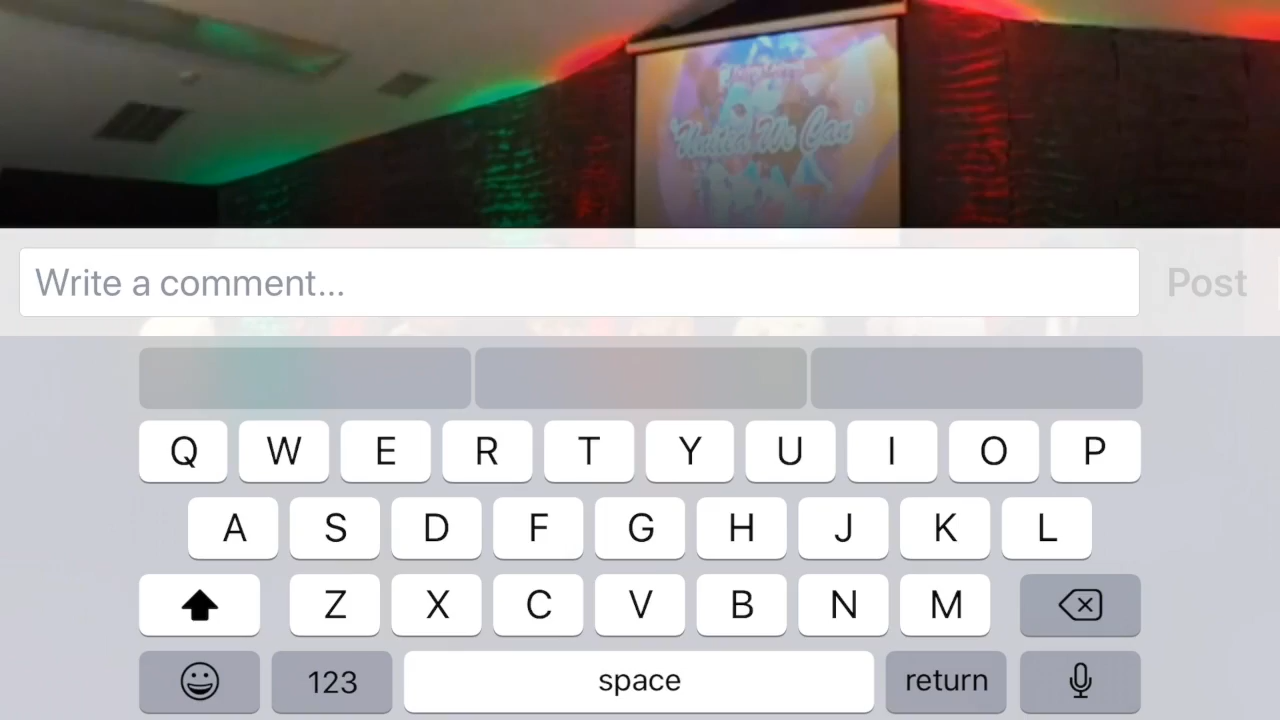 United We Can
Write a comment...
Post
Q W E R T Y U I O P
A S D F G H J K L
Z X C V B N M
123 space return